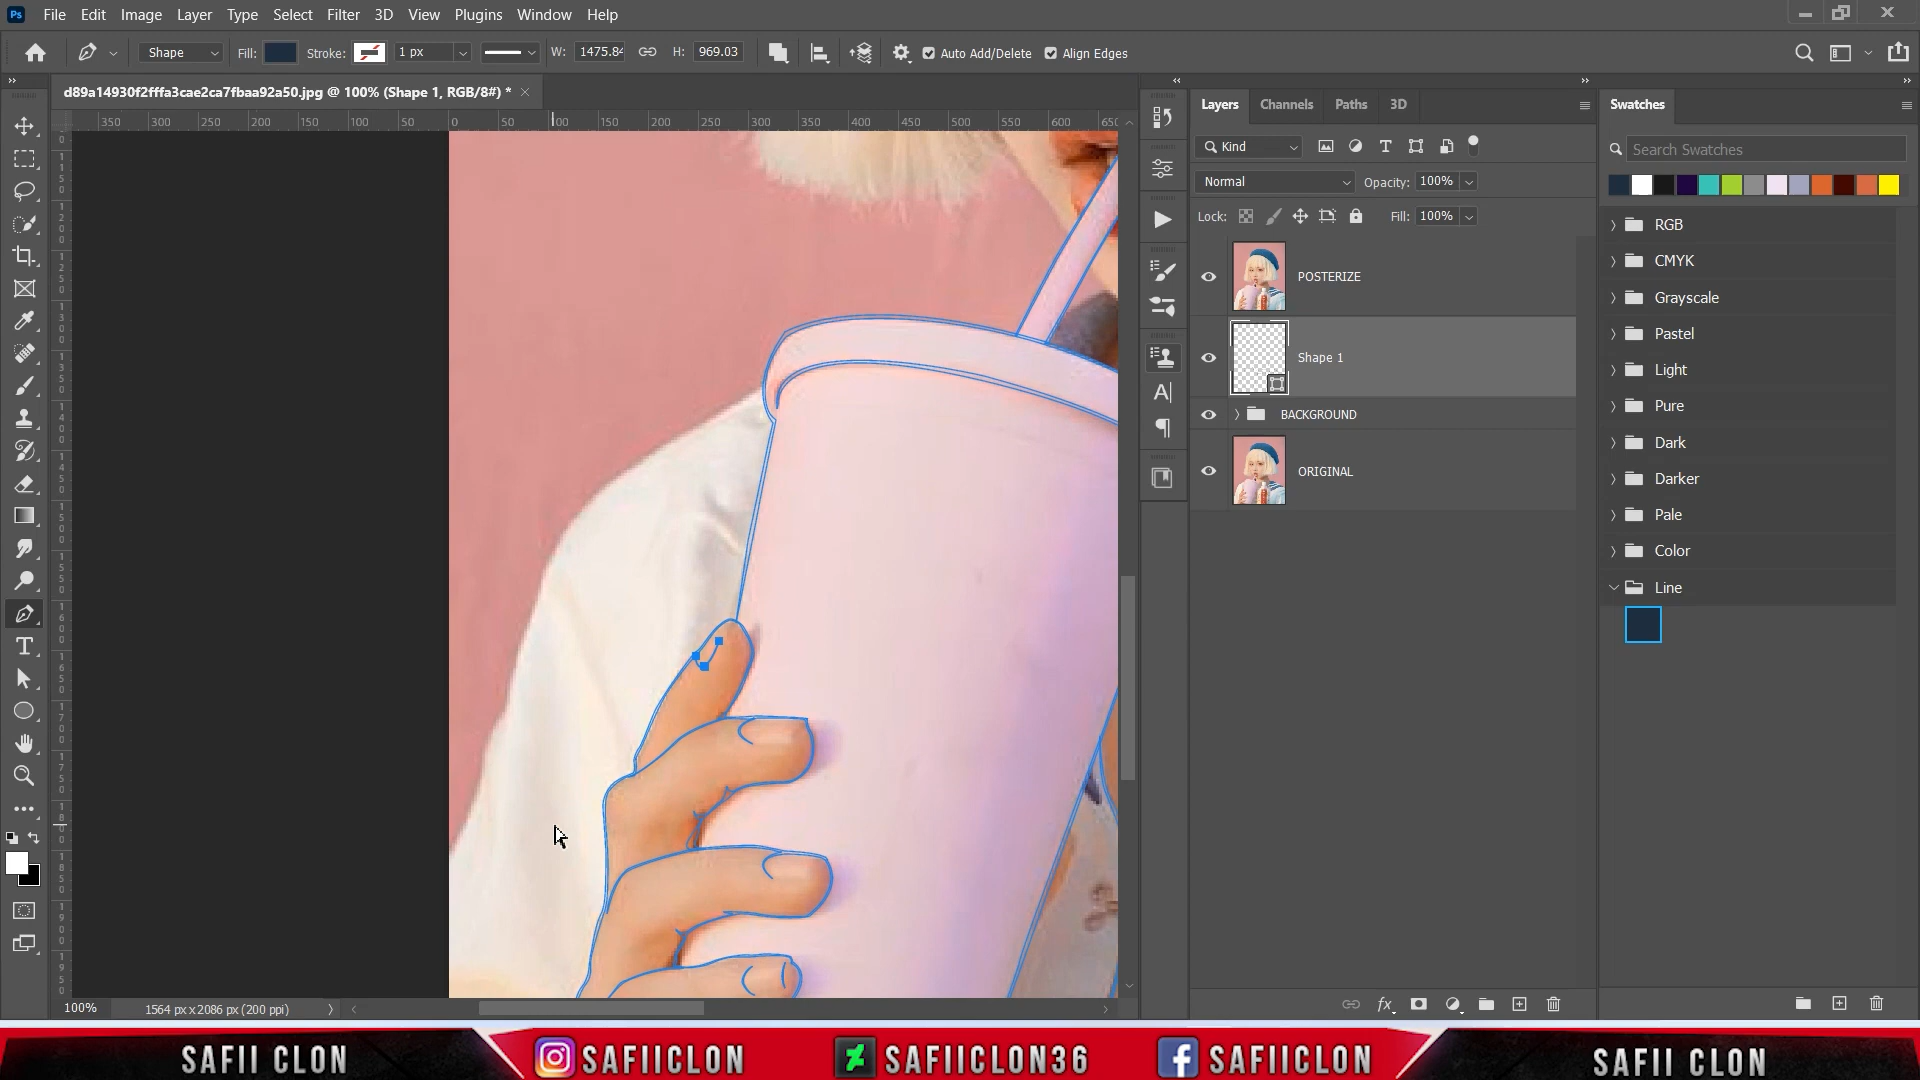 Ps File Edit Image Layer Type Select Filter 3D View Plugins Window Help
Shape Fill: Stroke: 1 px W: 1475.84 H: 969.03 Auto Add/Delete Align Edges
d89a14930f2fffa3cae2ca7fbaa92a50.jpg @ 100% (Shape 1, RGB/8#) *
350 300 250 200 150 100 50 0 50 100 150 200 250 300 350 400 450 500 550 600 650
Layers Channels Paths 3D
Kind
Normal Opacity: 100%
Lock: Fill: 100%
POSTERIZE
Shape 1
BACKGROUND
ORIGINAL
Swatches
Search Swatches
RGB
CMYK
Grayscale
Pastel
Light
Pure
Dark
Darker
Pale
Color
Line
100% 1564 px x 2086 px (200 ppi)
SAFII CLON SAFIICLON SAFIICLON36 SAFIICLON SAFII CLON